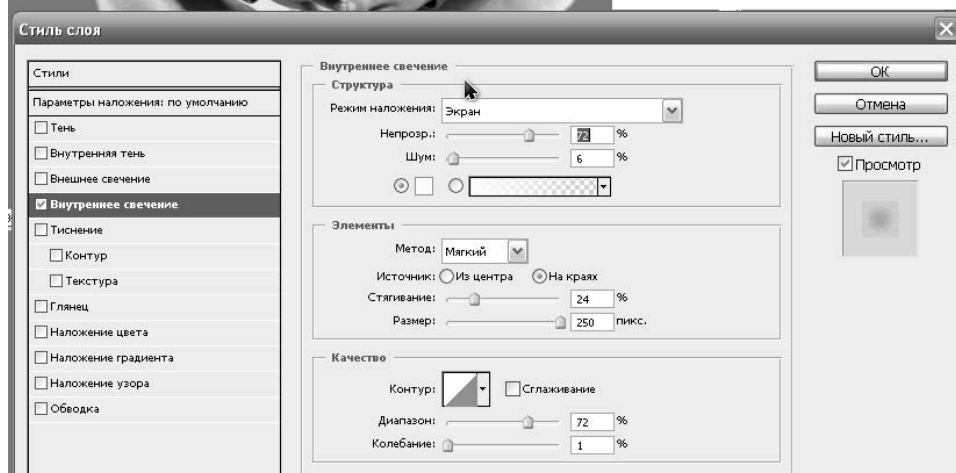 Стиль слоя
Стили
Параметры наложения: по умолчанию
Тень
Внутренняя тень
Внешнее свечение
Внутреннее свечение
Тиснение
Контур
Текстура
Глянец
Наложение цвета
Наложение градиента
Наложение узора
Обводка
Внутреннее свечение
Структура
Режим наложения: Экран
Непрозр.: 72 %
Шум: 6 %
Элементы
Метод: Мягкий
Источник: Из центра На краях
Стягивание: 24 %
Размер: 250 пикс.
Качество
Контур: Сглаживание
Диапазон: 72 %
Колебание: 1 %
ОК
Отмена
Новый стиль...
Просмотр